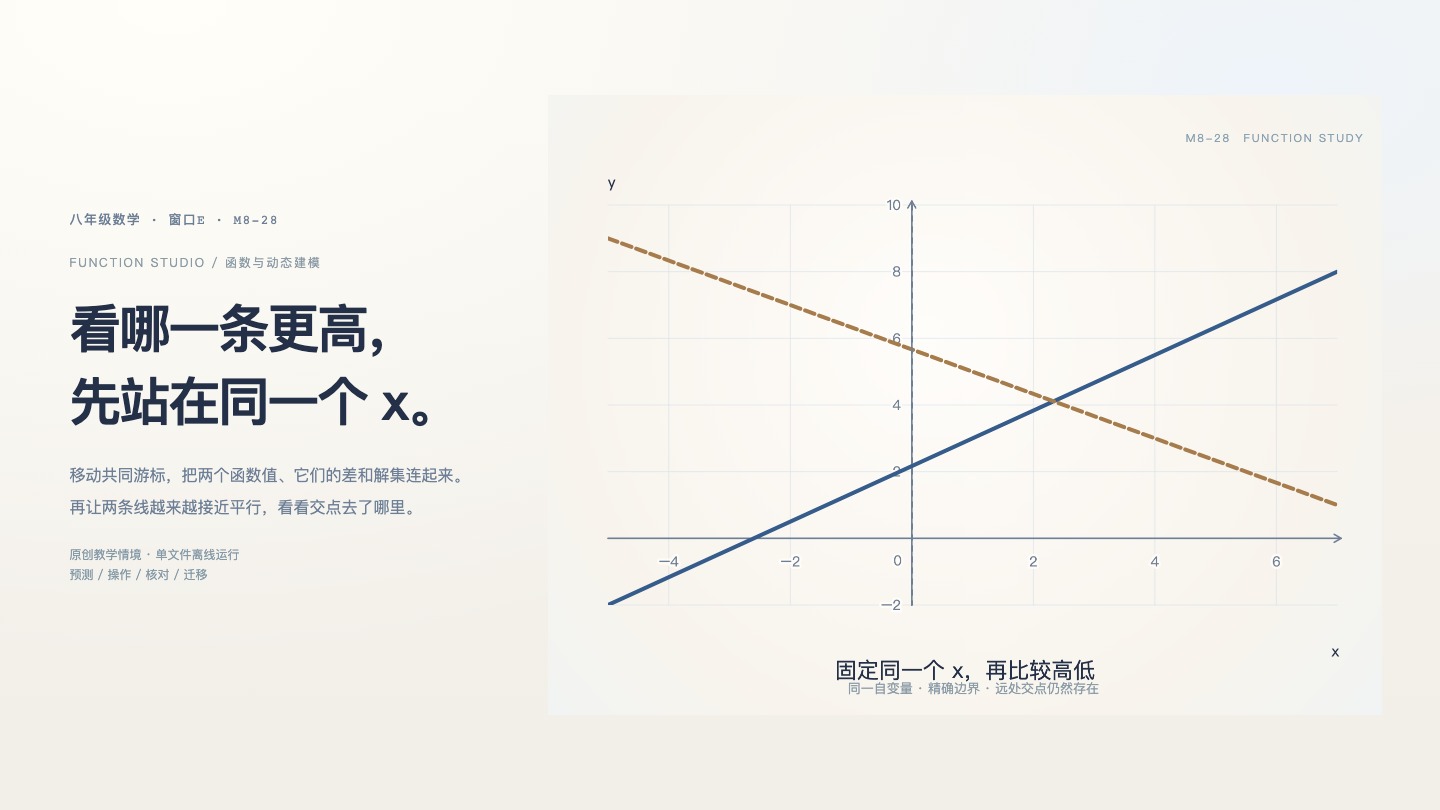 八年级数学 · 窗口E · M8-28
FUNCTION STUDIO / 函数与动态建模
看哪一条更高，
先站在同一个 x。
移动共同游标，把两个函数值、它们的差和解集连起来。
再让两条线越来越接近平行，看看交点去了哪里。
原创教学情境 · 单文件离线运行
预测 / 操作 / 核对 / 迁移
M8-28 FUNCTION STUDY
y
10
8
6
4
2
−4 −2 0 2 4 6
−2
x
固定同一个 x，再比较高低
同一自变量 · 精确边界 · 远处交点仍然存在